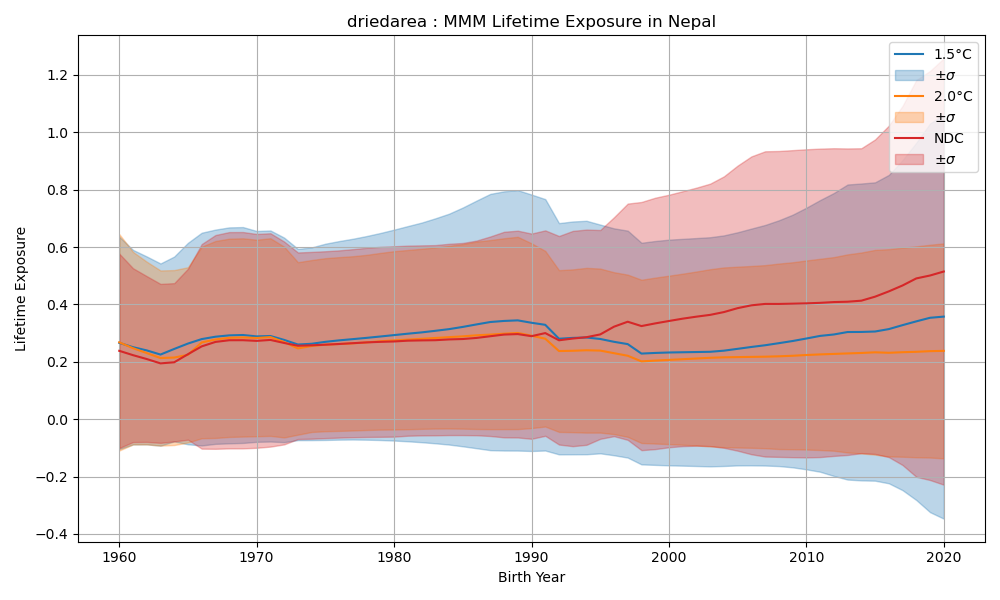 driedarea : MMM Lifetime Exposure in Nepal
1.5°C
±σ
2.0°C
±σ
NDC
±σ
Lifetime Exposure
1.2
1.0
0.8
0.6
0.4
0.2
0.0
−0.2
−0.4
1960 1970 1980 1990 2000 2010 2020
Birth Year